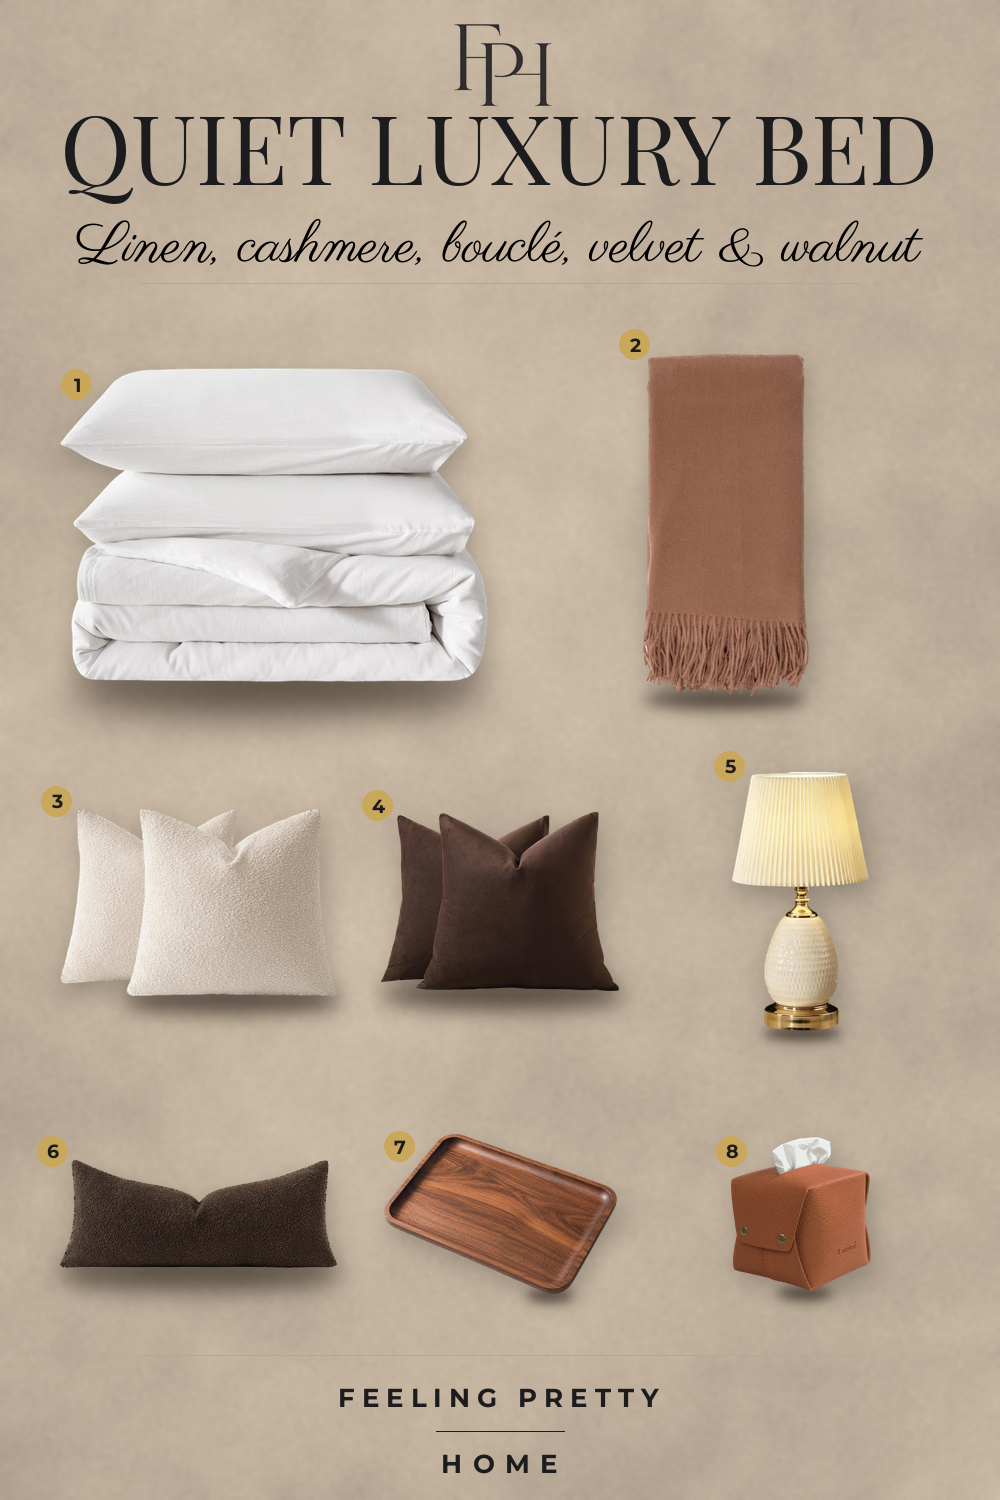 FPH
QUIET LUXURY BED
Linen, cashmere, bouclé, velvet & walnut
1
2
3
4
5
6
7
8
FEELING PRETTY
HOME